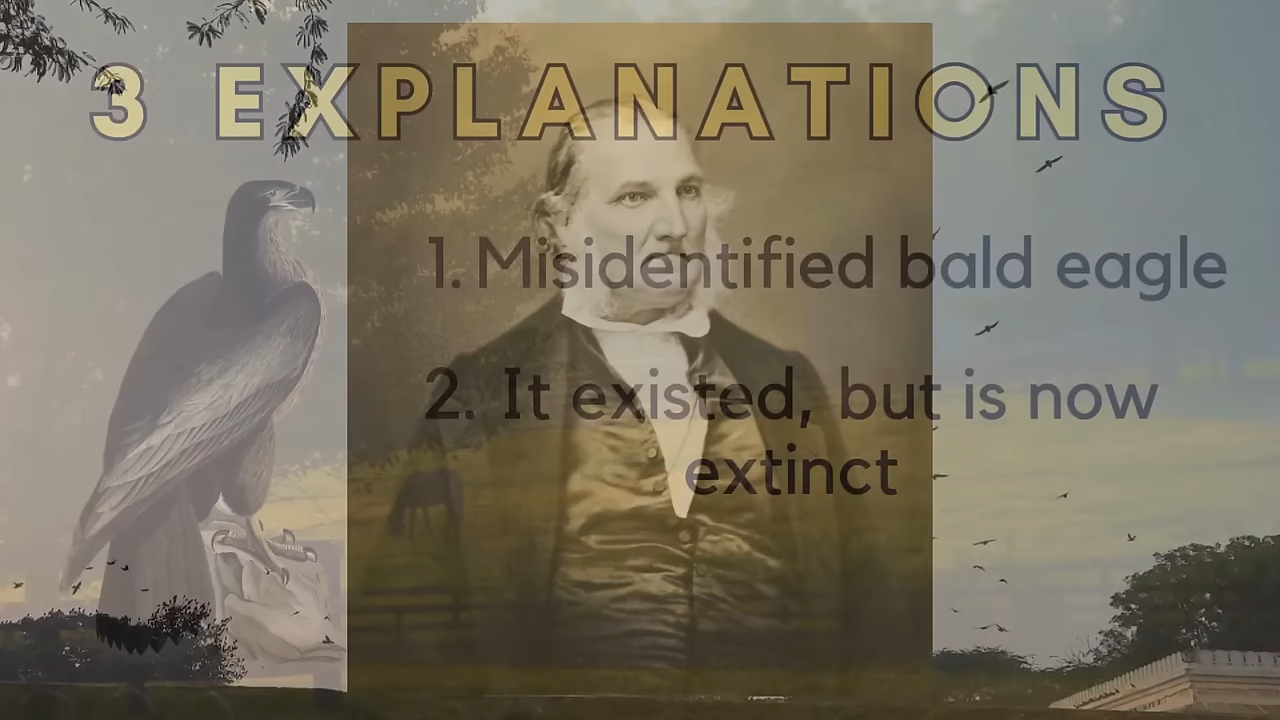 3 EXPLANATIONS
1. Misidentified bald eagle
2. It existed, but is now
extinct